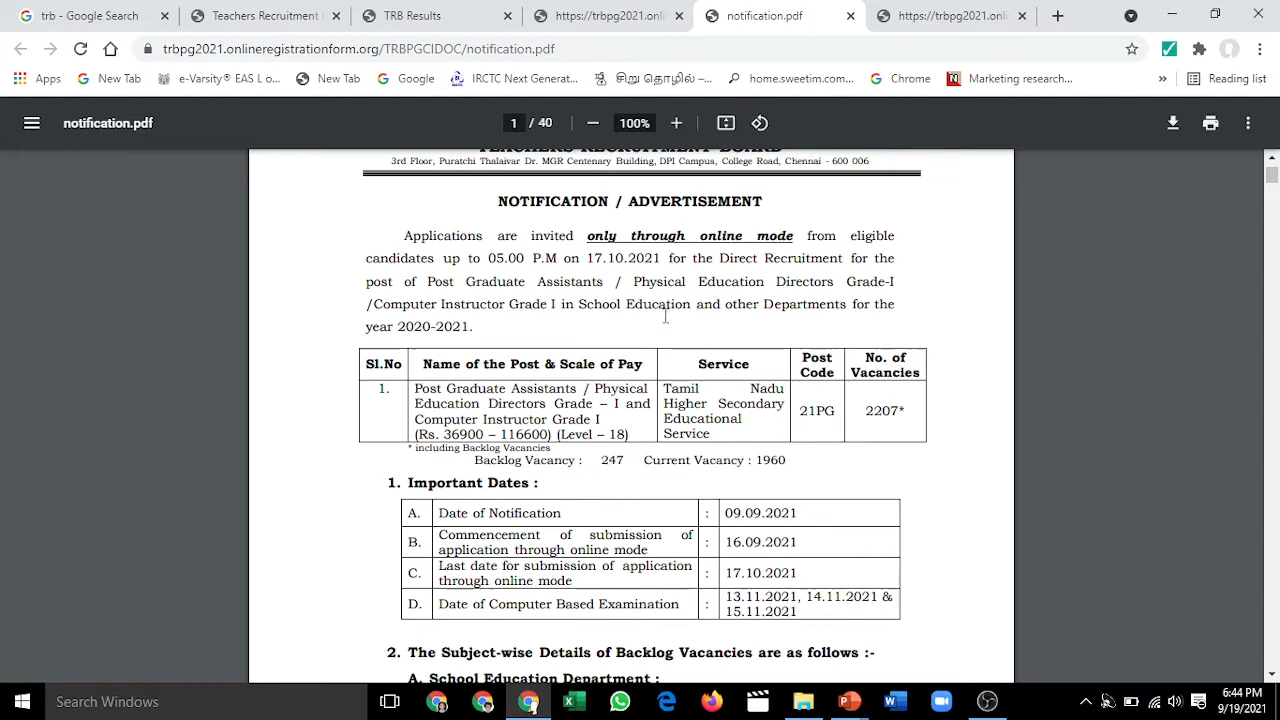 trb - Google Search
Teachers Recruitment
TRB Results
https://trbpg2021.onli
notification.pdf
https://trbpg2021.onli
trbpg2021.onlineregistrationform.org/TRBPGCIDOC/notification.pdf
Apps
New Tab
e-Varsity® EAS L o...
New Tab
Google
IRCTC Next Generat...
சிறு தொழில் –...
home.sweetim.com...
Chrome
Marketing research...
»
Reading list
notification.pdf
1 / 40
100%
3rd Floor, Puratchi Thalaivar Dr. MGR Centenary Building, DPI Campus, College Road, Chennai - 600 006
NOTIFICATION / ADVERTISEMENT
Applications are invited only through online mode from eligible
candidates up to 05.00 P.M on 17.10.2021 for the Direct Recruitment for the
post of Post Graduate Assistants / Physical Education Directors Grade-I
/Computer Instructor Grade I in School Education and other Departments for the
year 2020-2021.
Sl.No Name of the Post & Scale of Pay Service Post Code No. of Vacancies
1. Post Graduate Assistants / Physical Education Directors Grade – I and Computer Instructor Grade I (Rs. 36900 – 116600) (Level – 18) Tamil Nadu Higher Secondary Educational Service 21PG 2207*
* including Backlog Vacancies
Backlog Vacancy : 247 Current Vacancy : 1960
1. Important Dates :
A. Date of Notification : 09.09.2021
B. Commencement of submission of application through online mode : 16.09.2021
C. Last date for submission of application through online mode : 17.10.2021
D. Date of Computer Based Examination : 13.11.2021, 14.11.2021 & 15.11.2021
2. The Subject-wise Details of Backlog Vacancies are as follows :-
A. School Education Department :
Search Windows
6:44 PM
9/19/2021